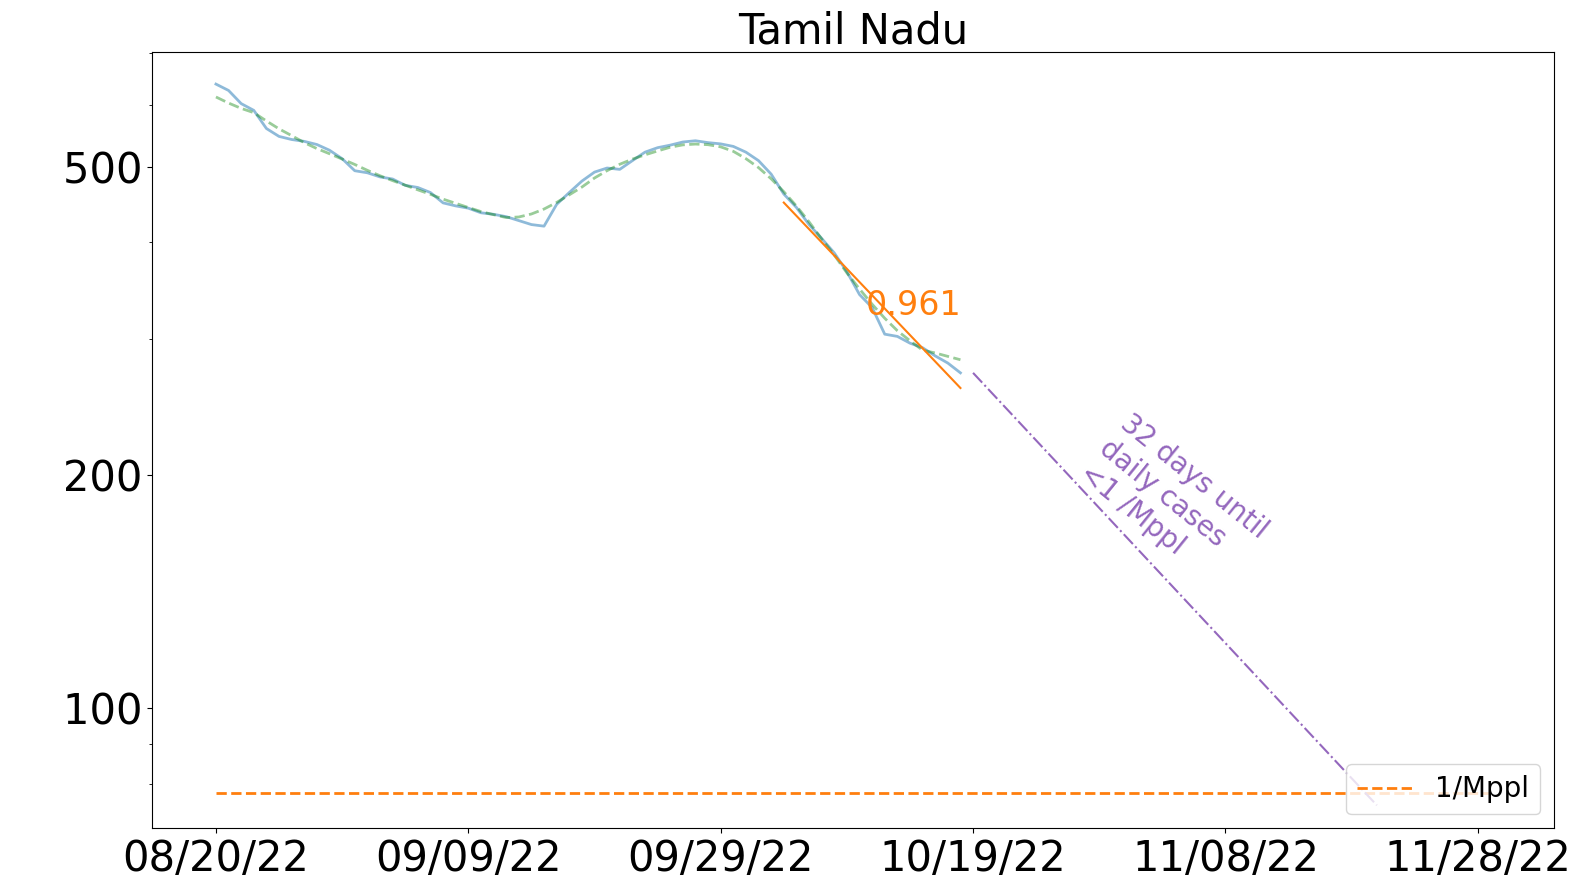 Tamil Nadu
500
200
100
0.961
32 days until
daily cases
<1 /Mppl
1/Mppl
08/20/22
09/09/22
09/29/22
10/19/22
11/08/22
11/28/22